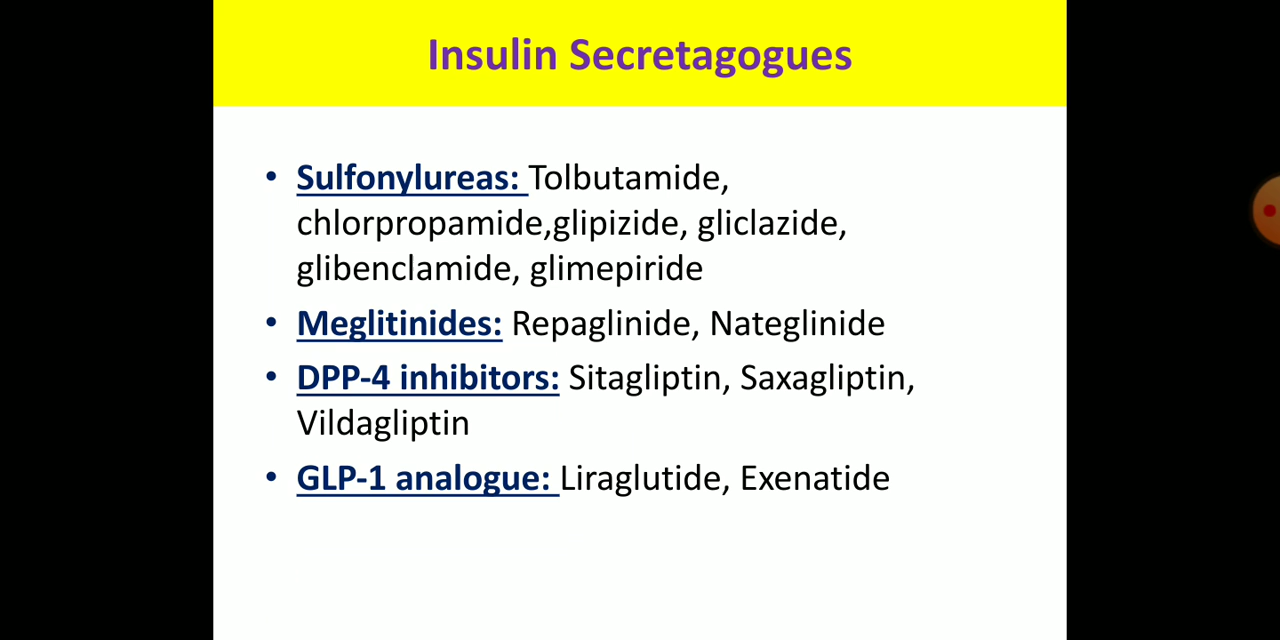 Insulin Secretagogues
• Sulfonylureas: Tolbutamide,
chlorpropamide,glipizide, gliclazide,
glibenclamide, glimepiride
• Meglitinides: Repaglinide, Nateglinide
• DPP-4 inhibitors: Sitagliptin, Saxagliptin,
Vildagliptin
• GLP-1 analogue: Liraglutide, Exenatide